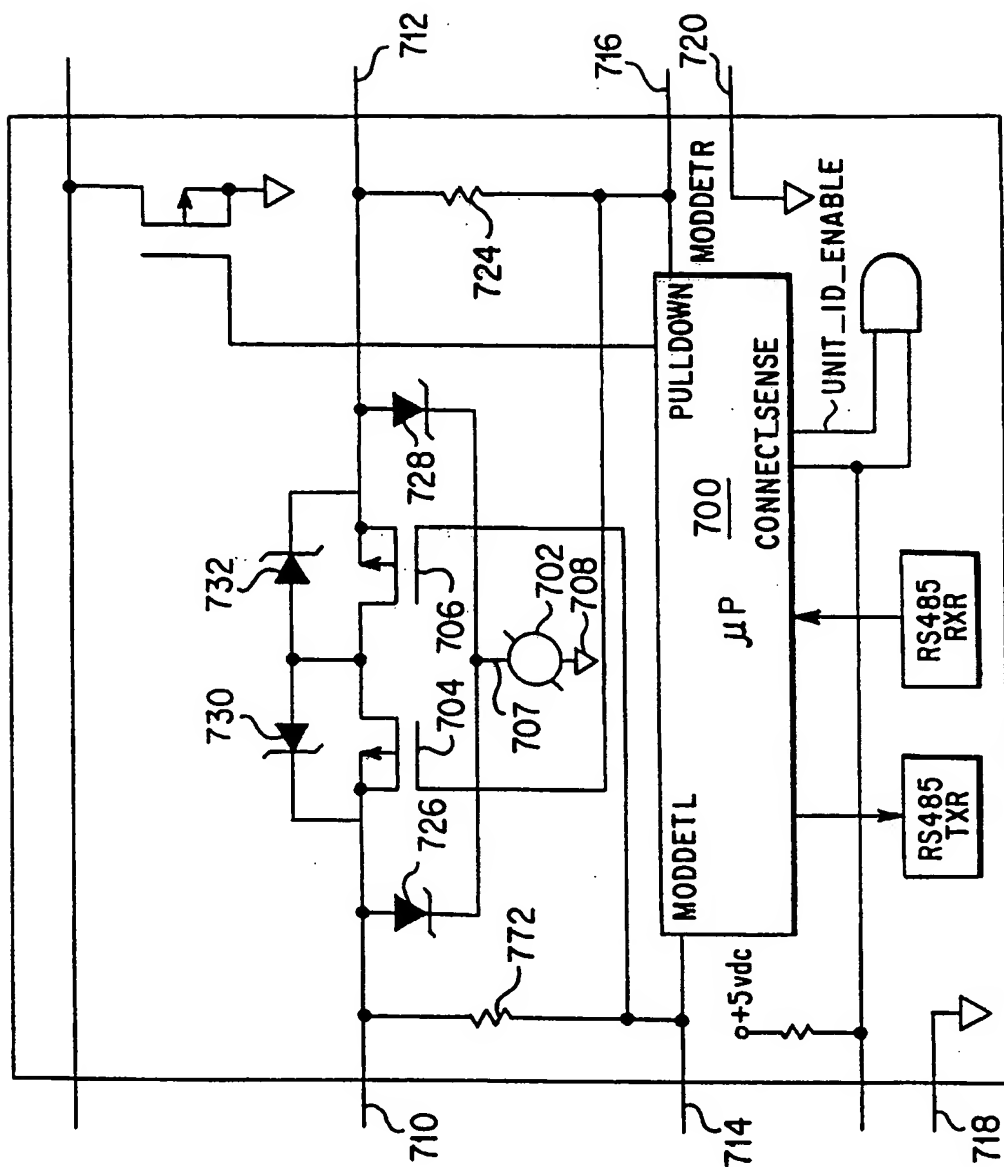 712
716
720
732
730
728
724
706
704
726
707
702
708
772
710
714
718
PULLDOWN
MODDETR
MODDETL
700
μP
CONNECTSENSE
UNIT_ID_ENABLE
+5vdc
RS485
TXR
RS485
RXR